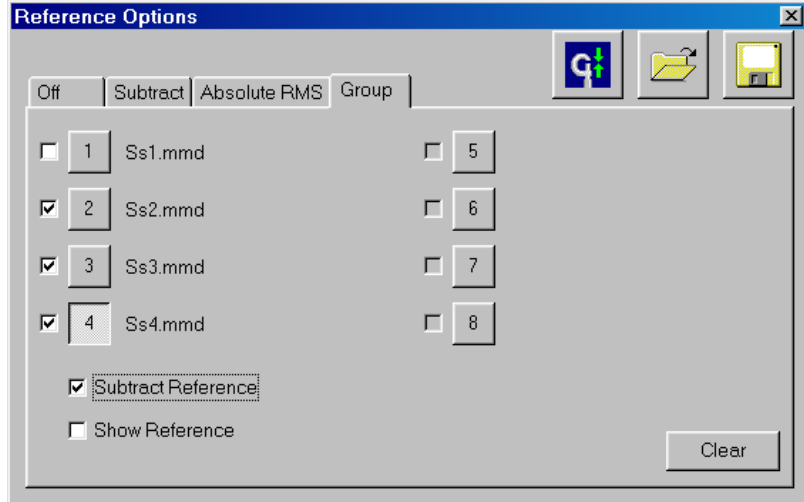 Reference Options
Off Subtract Absolute RMS Group
1 Ss1.mmd 5
2 Ss2.mmd 6
3 Ss3.mmd 7
4 Ss4.mmd 8
Subtract Reference
Show Reference
Clear